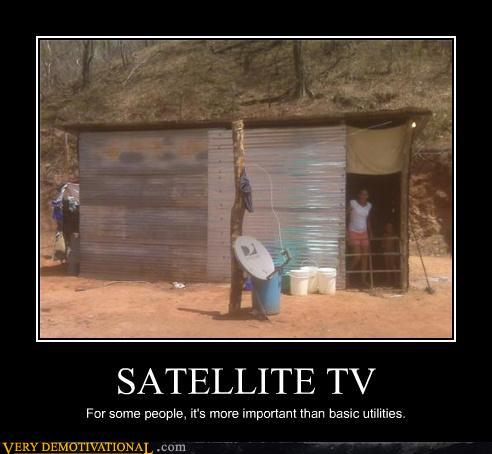 SATELLITE TV
For some people, it's more important than basic utilities.
VERY DEMOTIVATIONAL.com